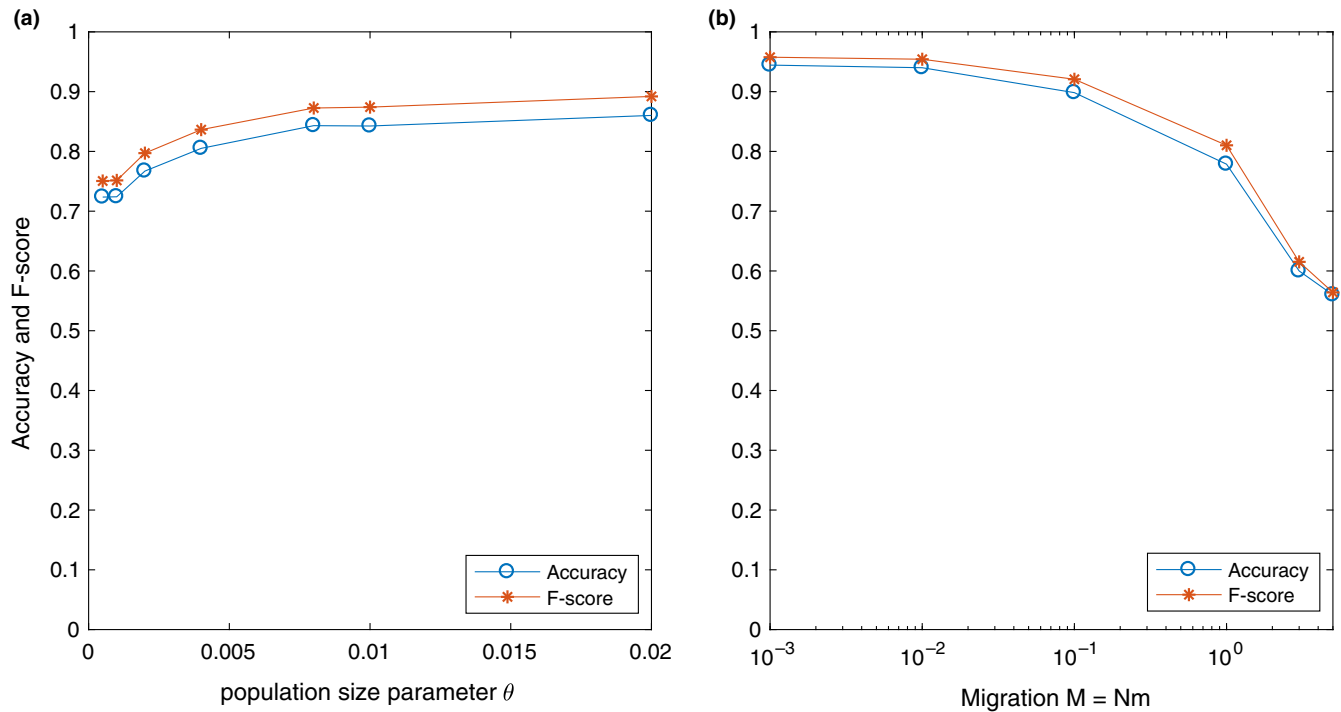 (a)
Accuracy and F-score
1
0.9
0.8
0.7
0.6
0.5
0.4
0.3
0.2
0.1
0
0 0.005 0.01 0.015 0.02
population size parameter θ
Accuracy
F-score
(b)
1
0.9
0.8
0.7
0.6
0.5
0.4
0.3
0.2
0.1
0
10⁻³ 10⁻² 10⁻¹ 10⁰
Migration M = Nm
Accuracy
F-score